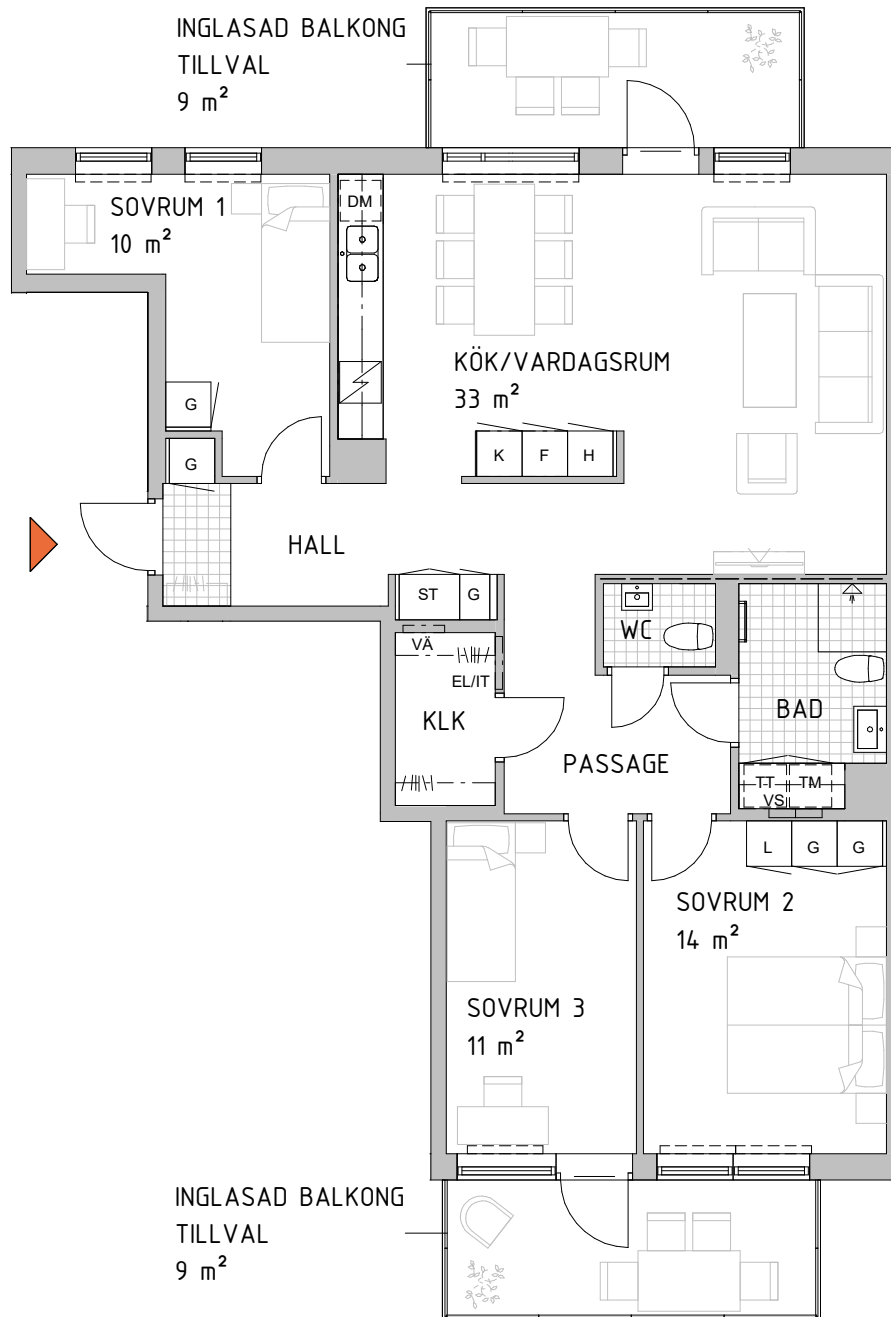 INGLASAD BALKONG
TILLVAL
9 m²
SOVRUM 1
10 m²
DM
KÖK/VARDAGSRUM
33 m²
G
K F H
G
HALL
ST G
WC
VÄ
EL/IT
BAD
KLK
PASSAGE
TT TM
VS
L G G
SOVRUM 2
14 m²
SOVRUM 3
11 m²
INGLASAD BALKONG
TILLVAL
9 m²